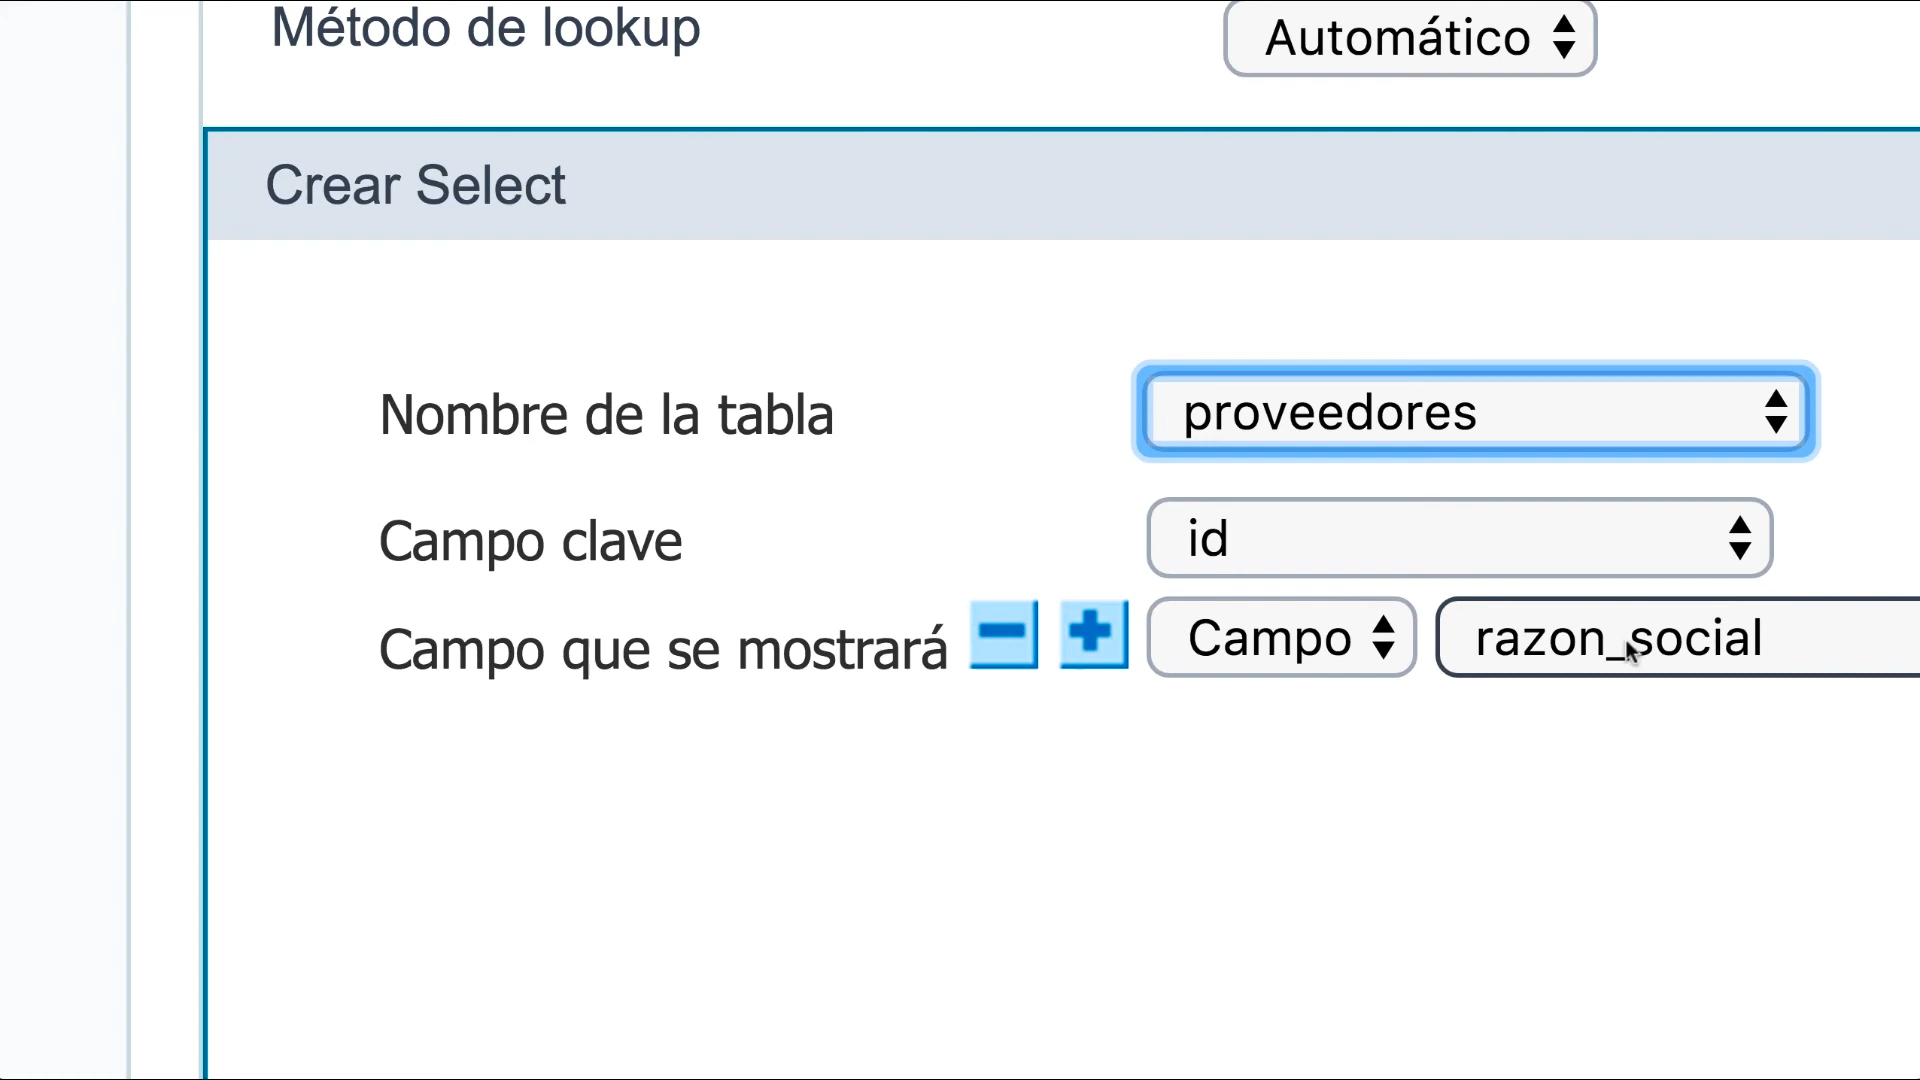 Método de lookup Automático
Crear Select
Nombre de la tabla proveedores
Campo clave id
Campo que se mostrará Campo razon_social